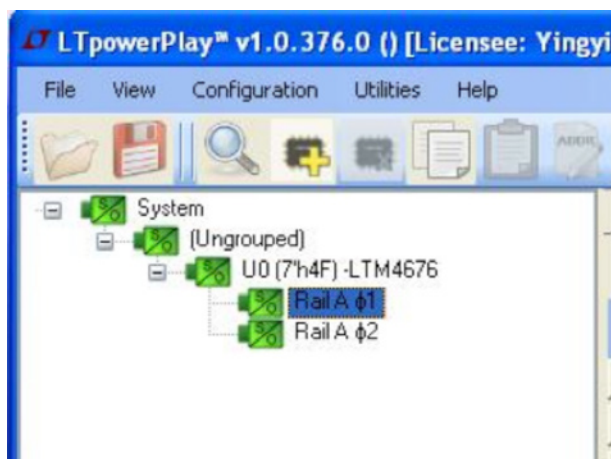 LTpowerPlay™ v1.0.376.0 () [Licensee: Yingyi
File View Configuration Utilities Help
ADDR
System
(Ungrouped)
U0 (7'h4F) -LTM4676
Rail A ϕ1
Rail A ϕ2